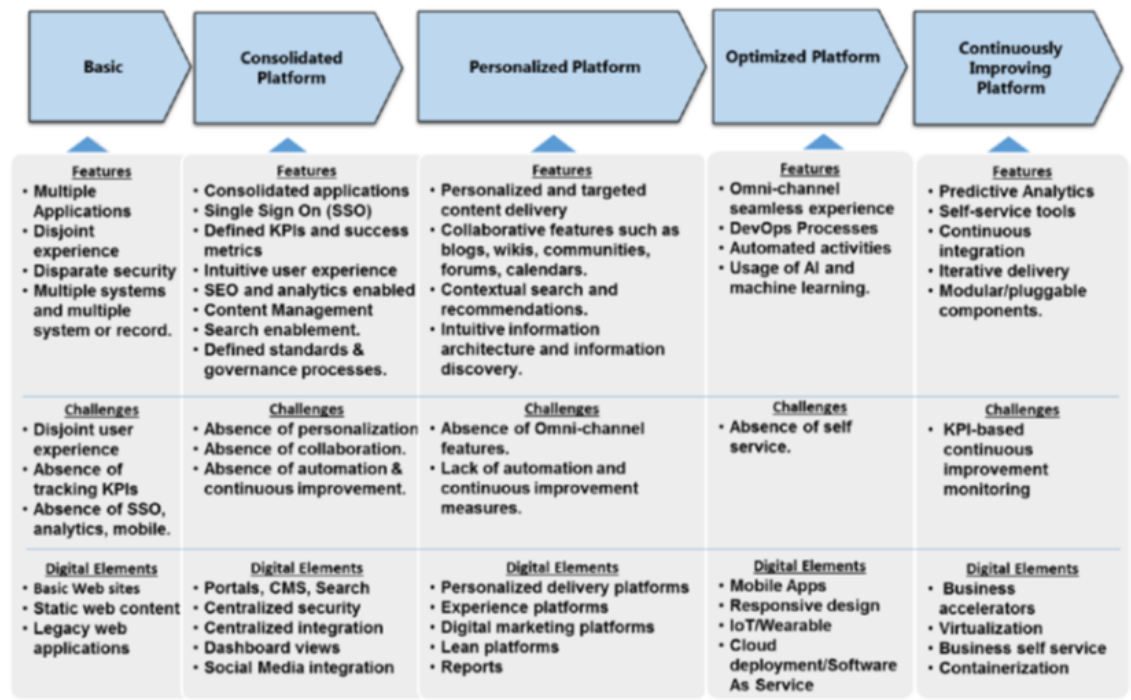 Basic
Consolidated
Platform
Personalized Platform
Optimized Platform
Continuously
Improving
Platform
Features
• Multiple
Applications
• Disjoint
experience
• Disparate security
• Multiple systems
and multiple
system or record.
Challenges
• Disjoint user
experience
• Absence of
tracking KPIs
• Absence of SSO,
analytics, mobile.
Digital Elements
• Basic Web sites
• Static web content
• Legacy web
applications
Features
• Consolidated applications
• Single Sign On (SSO)
• Defined KPIs and success
metrics
• Intuitive user experience
• SEO and analytics enabled
• Content Management
• Search enablement.
• Defined standards &
governance processes.
Challenges
• Absence of personalization
• Absence of collaboration.
• Absence of automation &
continuous improvement.
Digital Elements
• Portals, CMS, Search
• Centralized security
• Centralized integration
• Dashboard views
• Social Media integration
Features
• Personalized and targeted
content delivery
• Collaborative features such as
blogs, wikis, communities,
forums, calendars.
• Contextual search and
recommendations.
• Intuitive information
architecture and information
discovery.
Challenges
• Absence of Omni-channel
features.
• Lack of automation and
continuous improvement
measures.
Digital Elements
• Personalized delivery platforms
• Experience platforms
• Digital marketing platforms
• Lean platforms
• Reports
Features
• Omni-channel
seamless experience
• DevOps Processes
• Automated activities
• Usage of AI and
machine learning.
Challenges
• Absence of self
service.
Digital Elements
• Mobile Apps
• Responsive design
• IoT/Wearable
• Cloud
deployment/Software
As Service
Features
• Predictive Analytics
• Self-service tools
• Continuous
integration
• Iterative delivery
• Modular/pluggable
components.
Challenges
• KPI-based
continuous
improvement
monitoring
Digital Elements
• Business
accelerators
• Virtualization
• Business self service
• Containerization